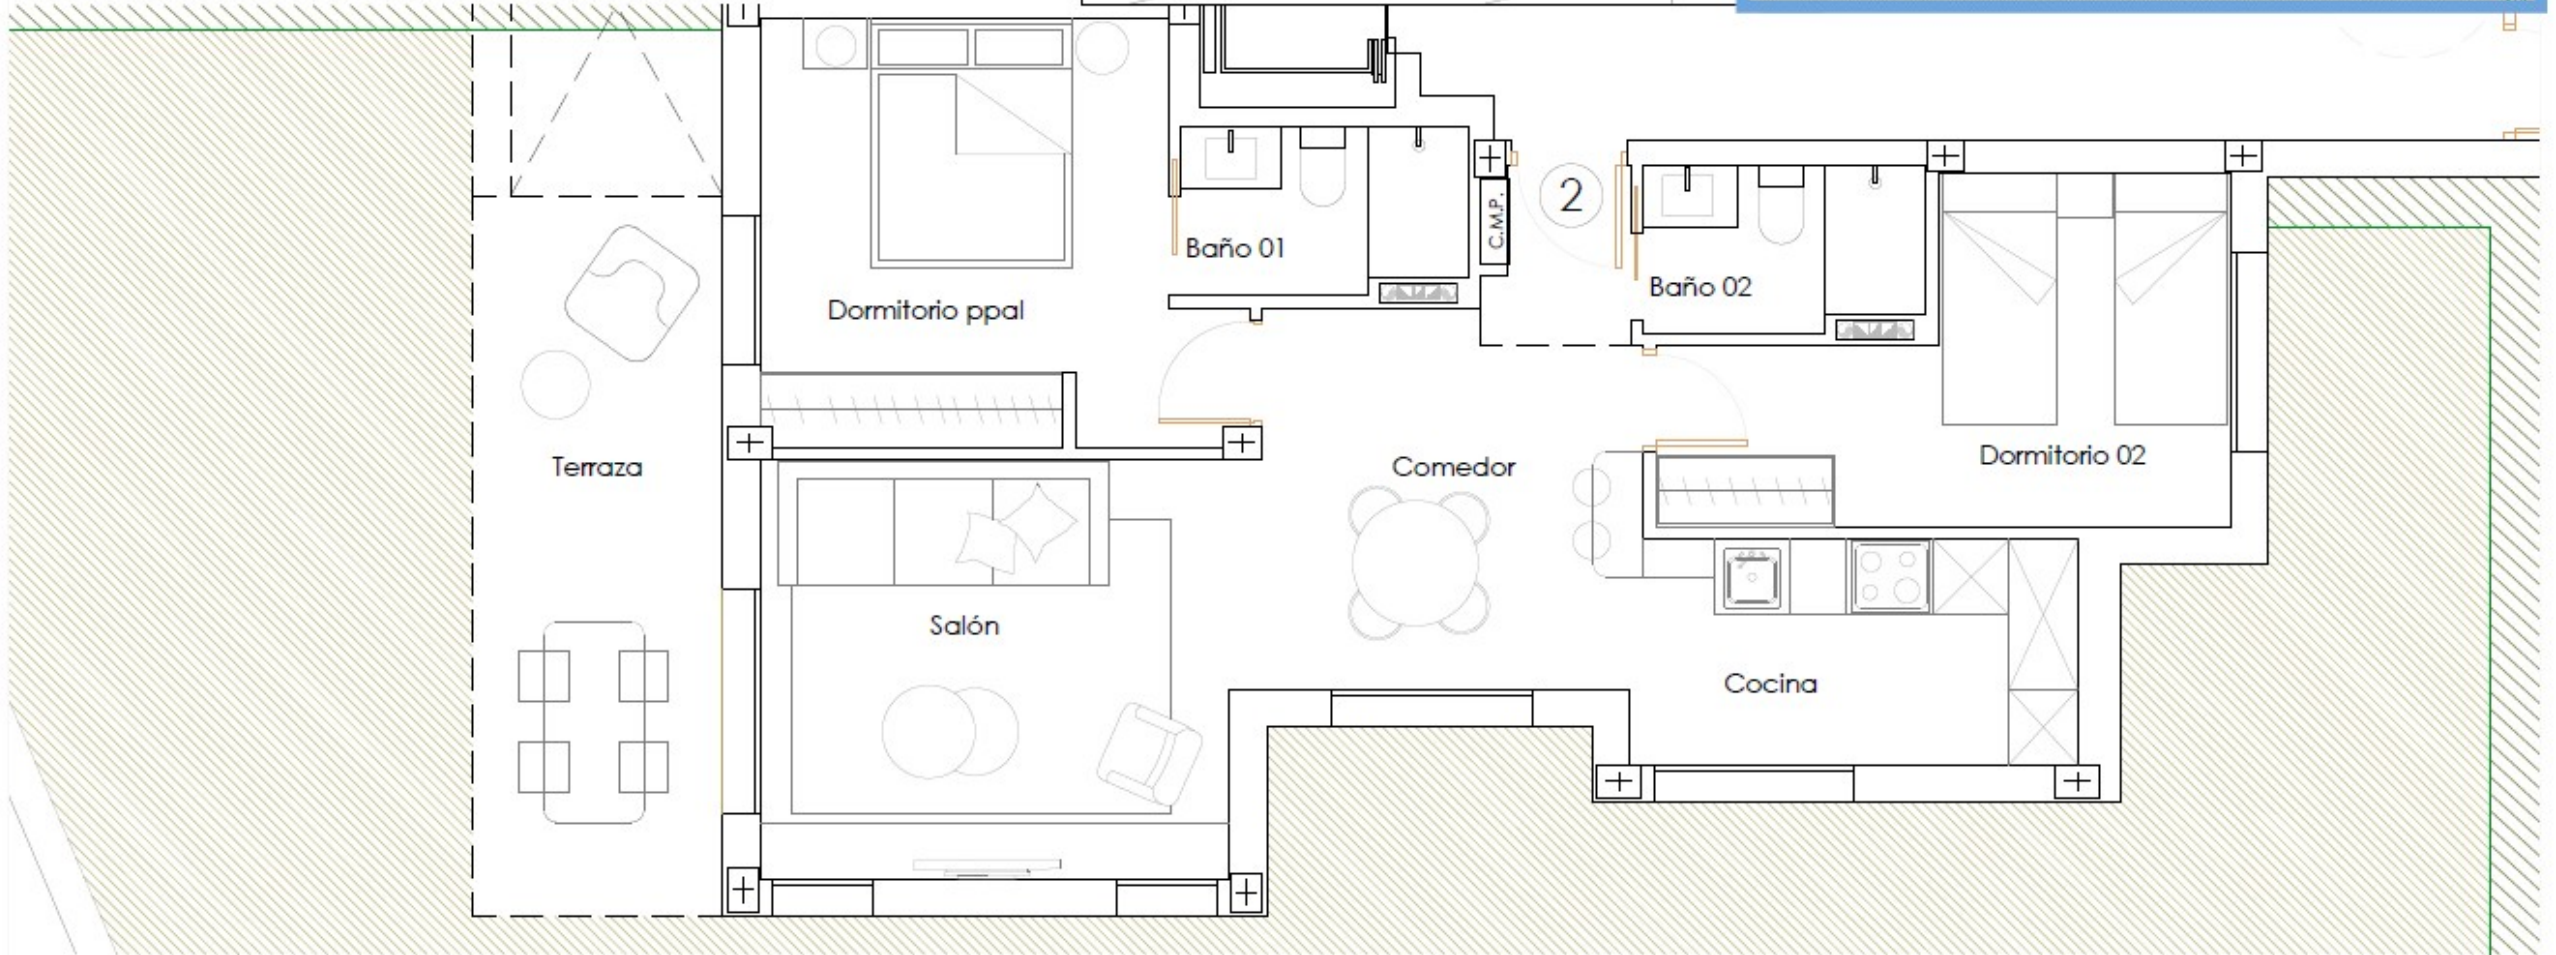 2
C.M.P.
Baño 01
Baño 02
Dormitorio ppal
Terraza
Comedor
Dormitorio 02
Salón
Cocina